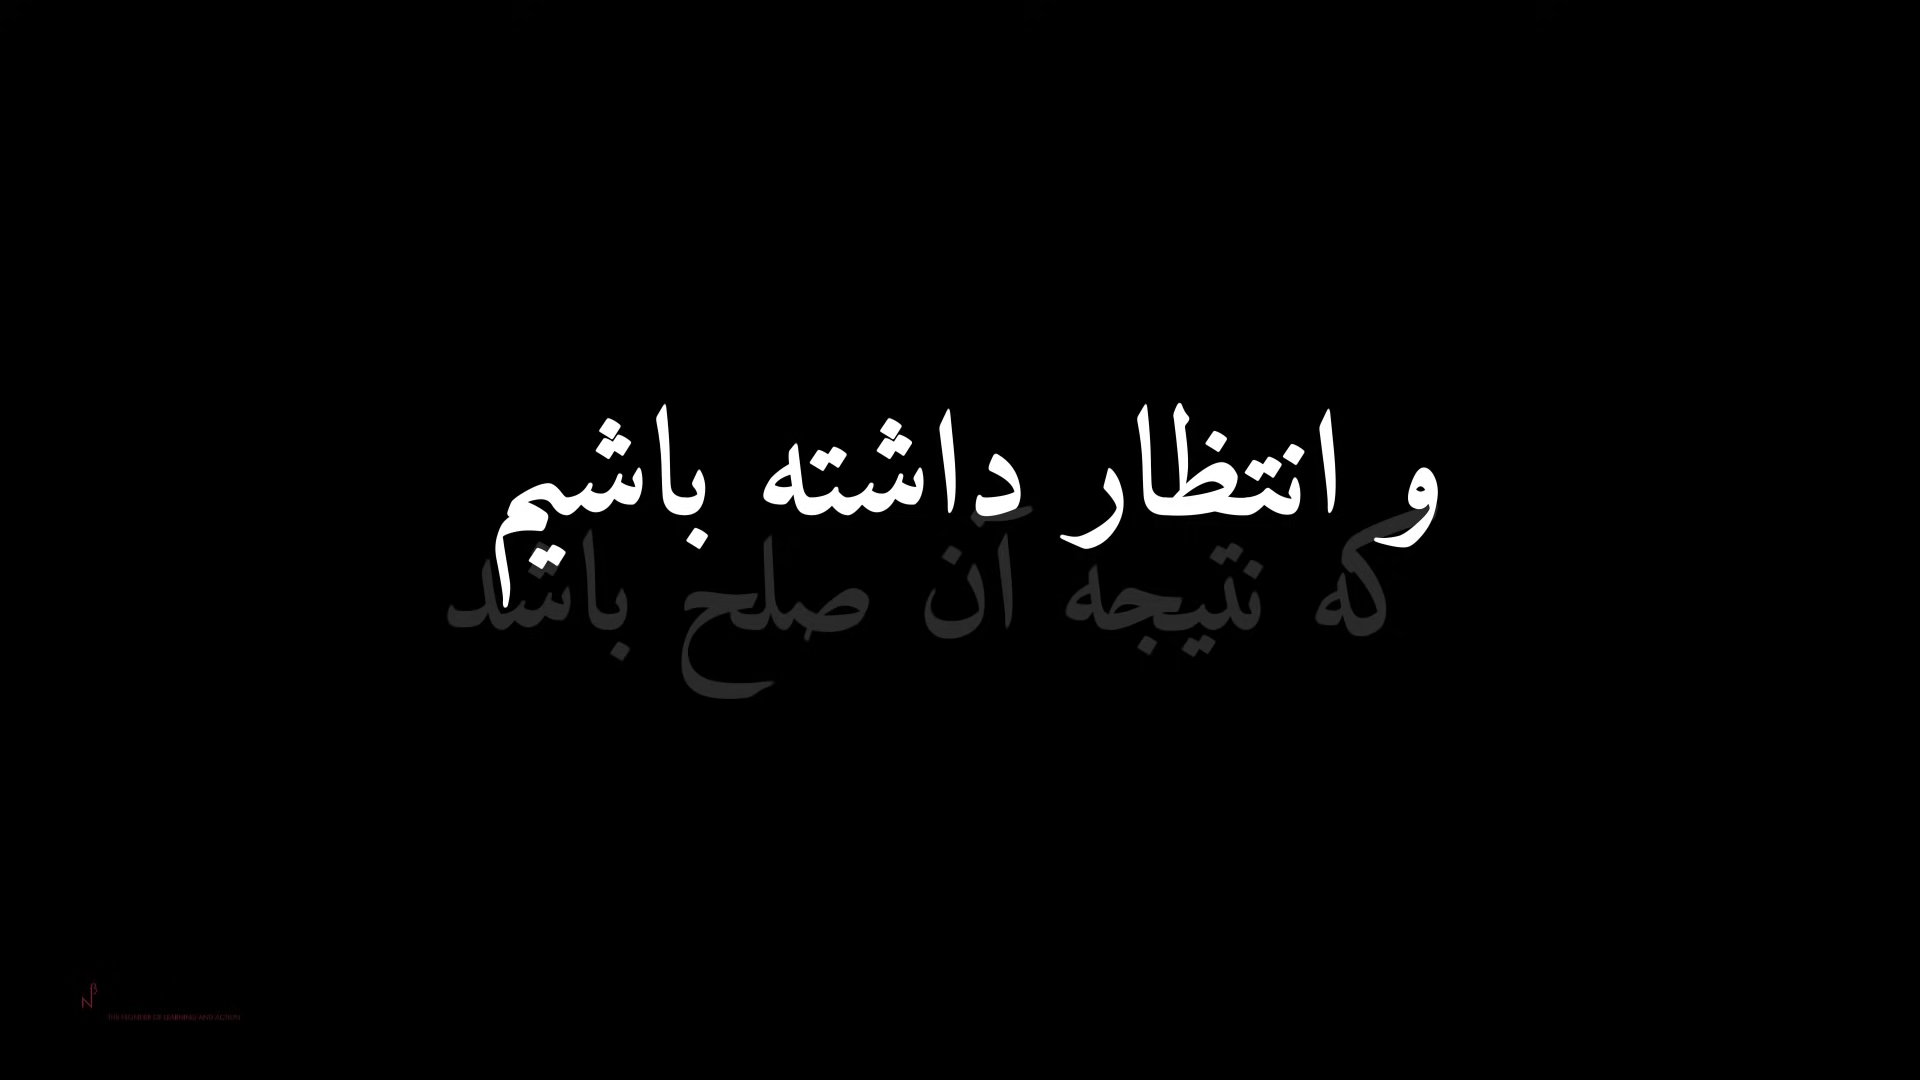 و انتظار داشته باشیم
که نتیجه آن صلح باشد